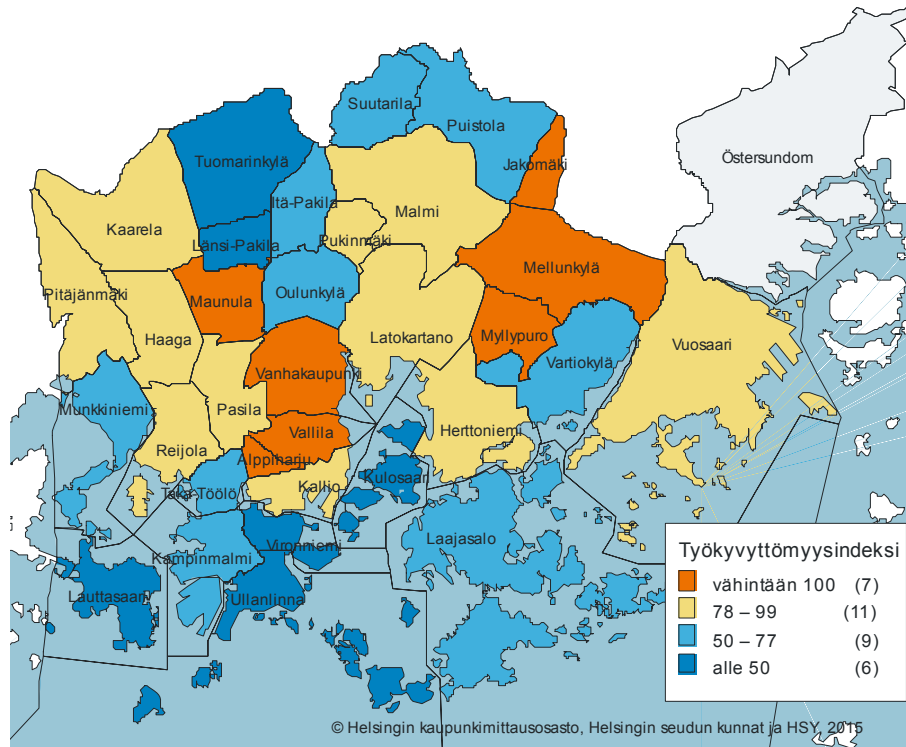 Suutarila
Puistola
Tuomarinkylä
Östersundom
Jakomäki
Itä-Pakila
Malmi
Kaarela
Länsi-Pakila
Pukinmäki
Mellunkylä
Pitäjänmäki
Maunula
Oulunkylä
Haaga
Latokartano
Myllypuro
Vuosaari
Vartiokylä
Vanhakaupunki
Munkkiniemi
Pasila
Vallila
Herttoniemi
Reijola
Alppiharju
Kulosaari
Taka-Töölö
Kallio
Laajasalo
Vironniemi
Kampinmalmi
Lauttasaari
Ullanlinna
Työkyvyttömyysindeksi
vähintään 100 (7)
78 – 99 (11)
50 – 77 (9)
alle 50 (6)
© Helsingin kaupunkimittausosasto, Helsingin seudun kunnat ja HSY, 2015